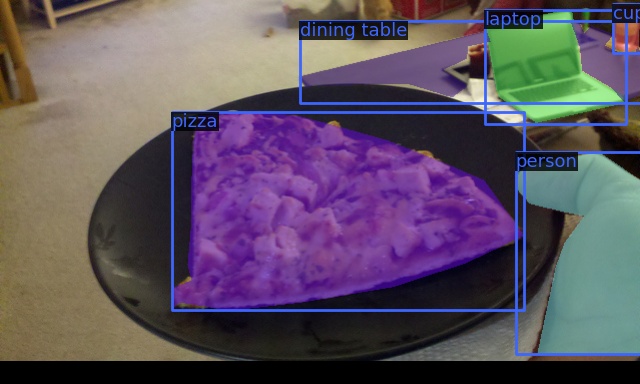 cup
laptop
dining table
pizza
person